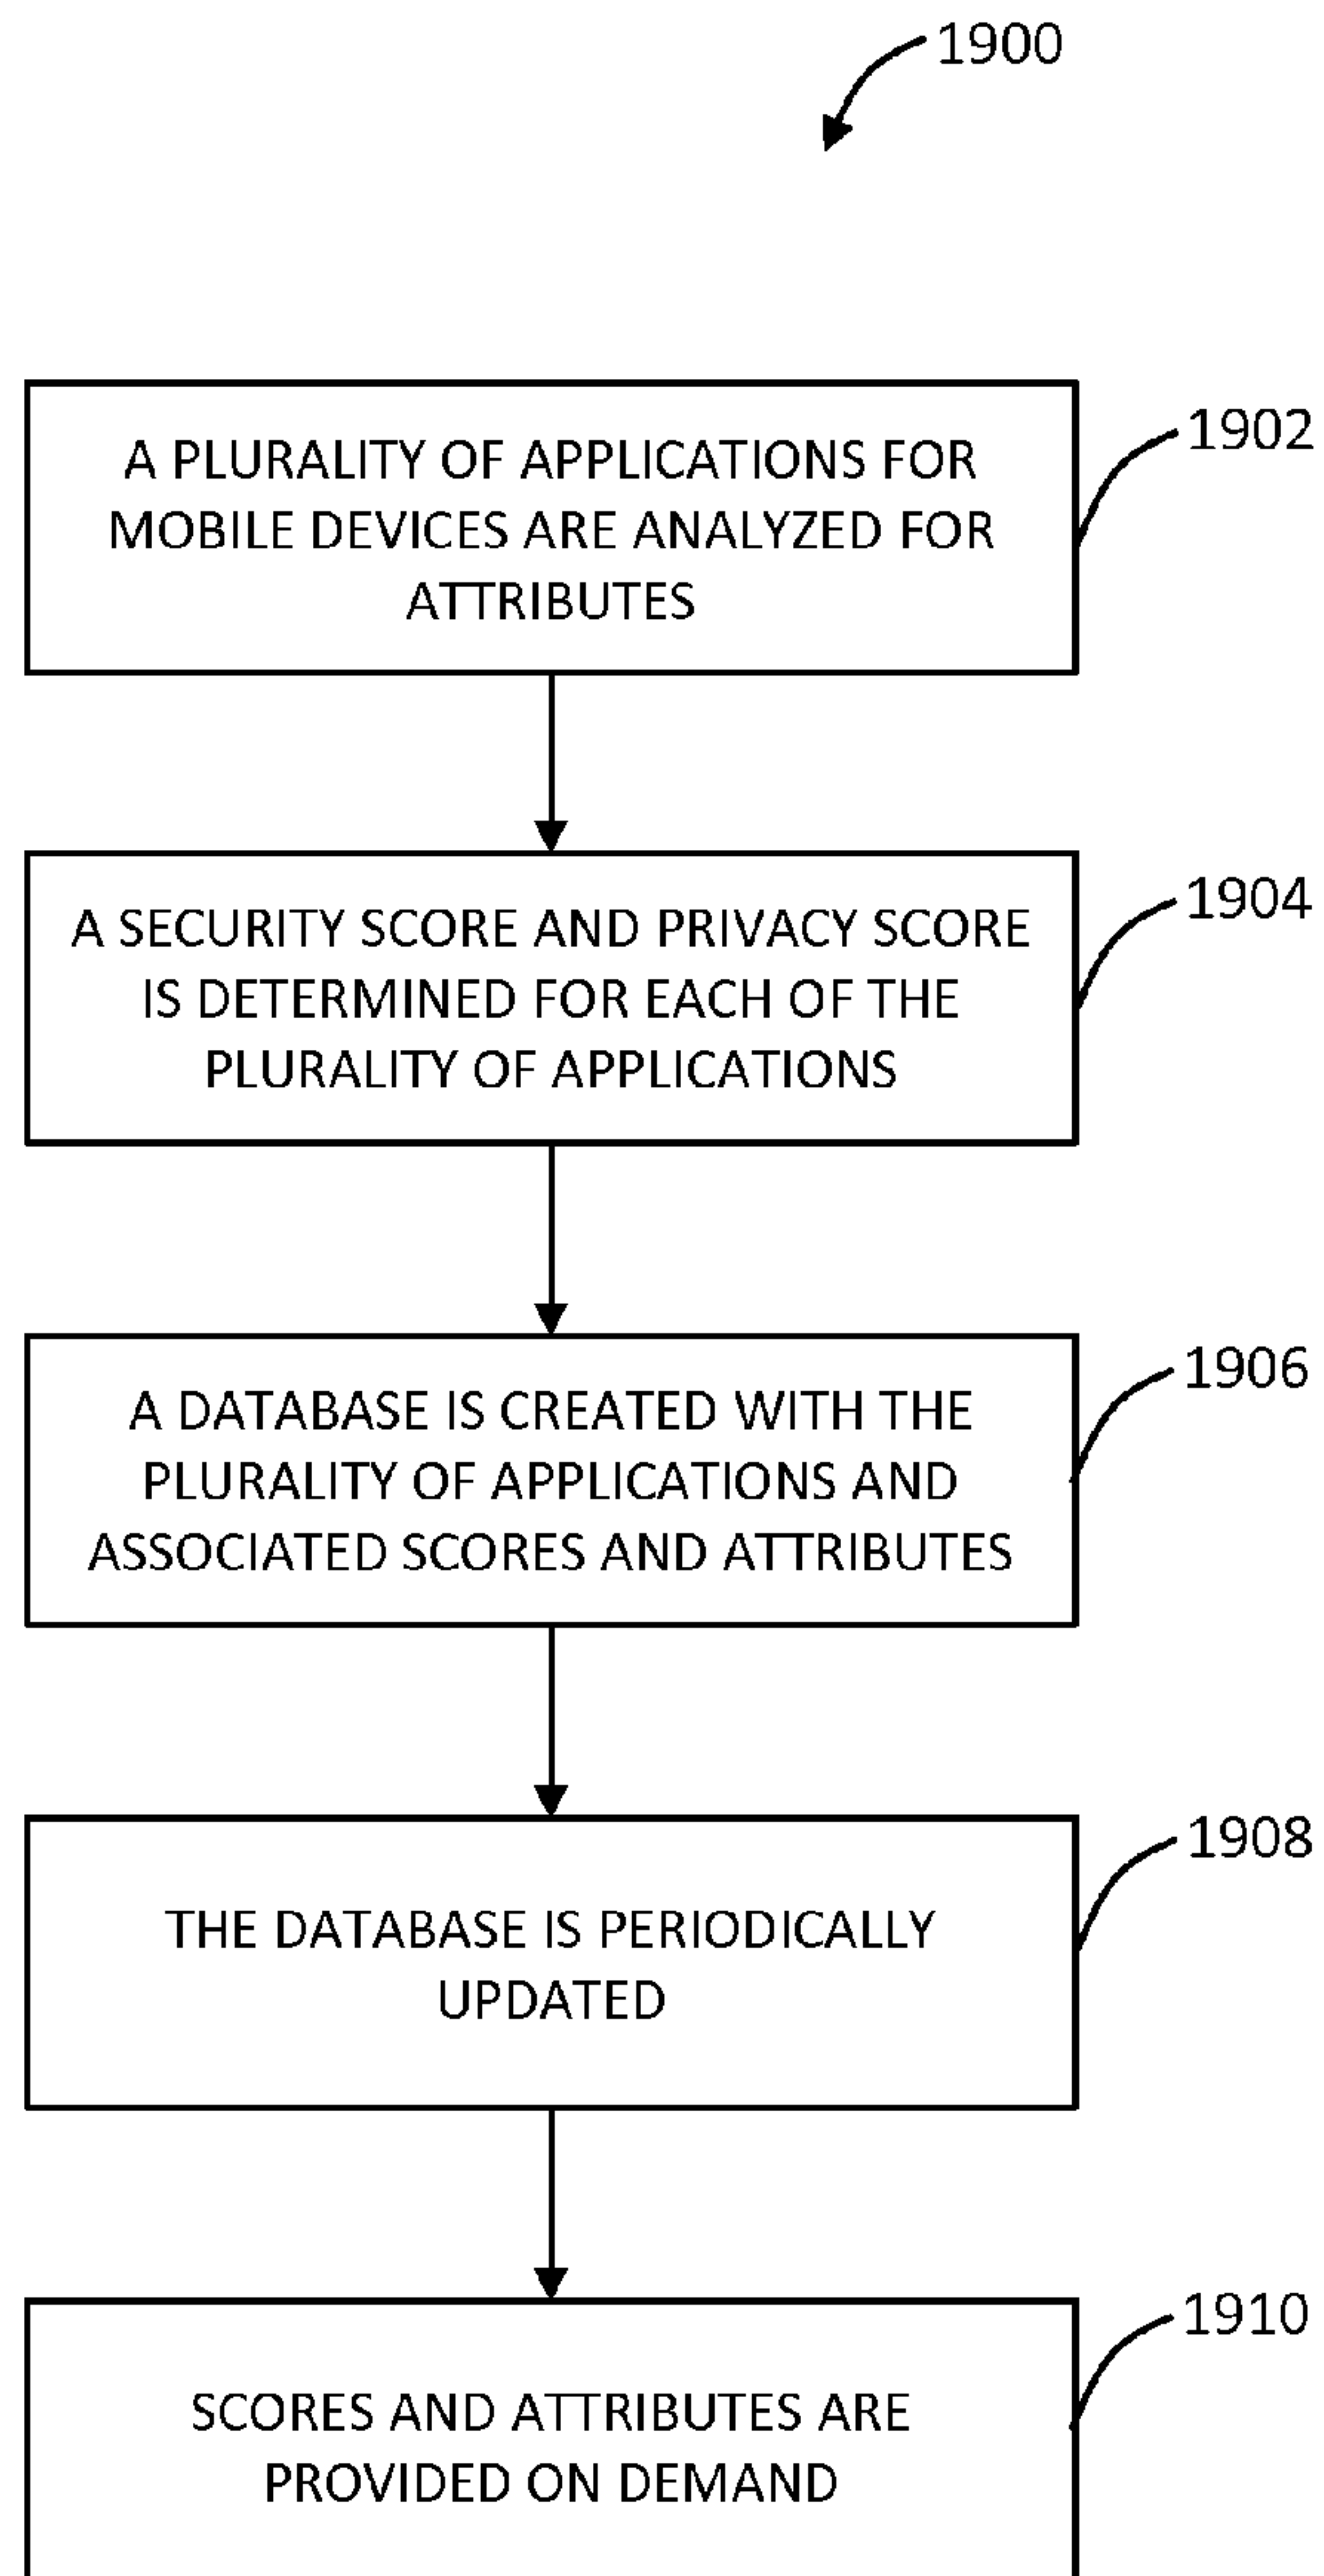 1900
A PLURALITY OF APPLICATIONS FOR
MOBILE DEVICES ARE ANALYZED FOR
ATTRIBUTES
1902
A SECURITY SCORE AND PRIVACY SCORE
IS DETERMINED FOR EACH OF THE
PLURALITY OF APPLICATIONS
1904
A DATABASE IS CREATED WITH THE
PLURALITY OF APPLICATIONS AND
ASSOCIATED SCORES AND ATTRIBUTES
1906
THE DATABASE IS PERIODICALLY
UPDATED
1908
SCORES AND ATTRIBUTES ARE
PROVIDED ON DEMAND
1910